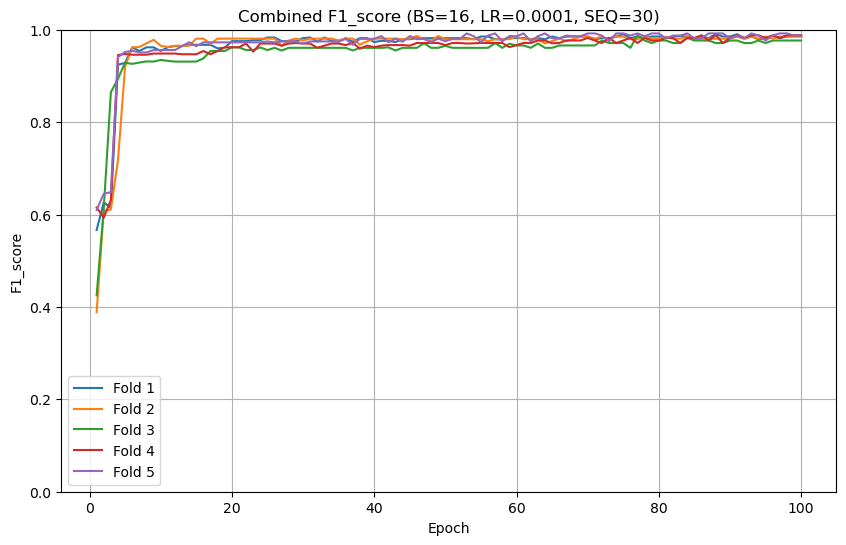 Combined F1_score (BS=16, LR=0.0001, SEQ=30)
1.0
0.8
0.6
0.4
0.2
0.0
F1_score
Fold 1
Fold 2
Fold 3
Fold 4
Fold 5
0 20 40 60 80 100
Epoch